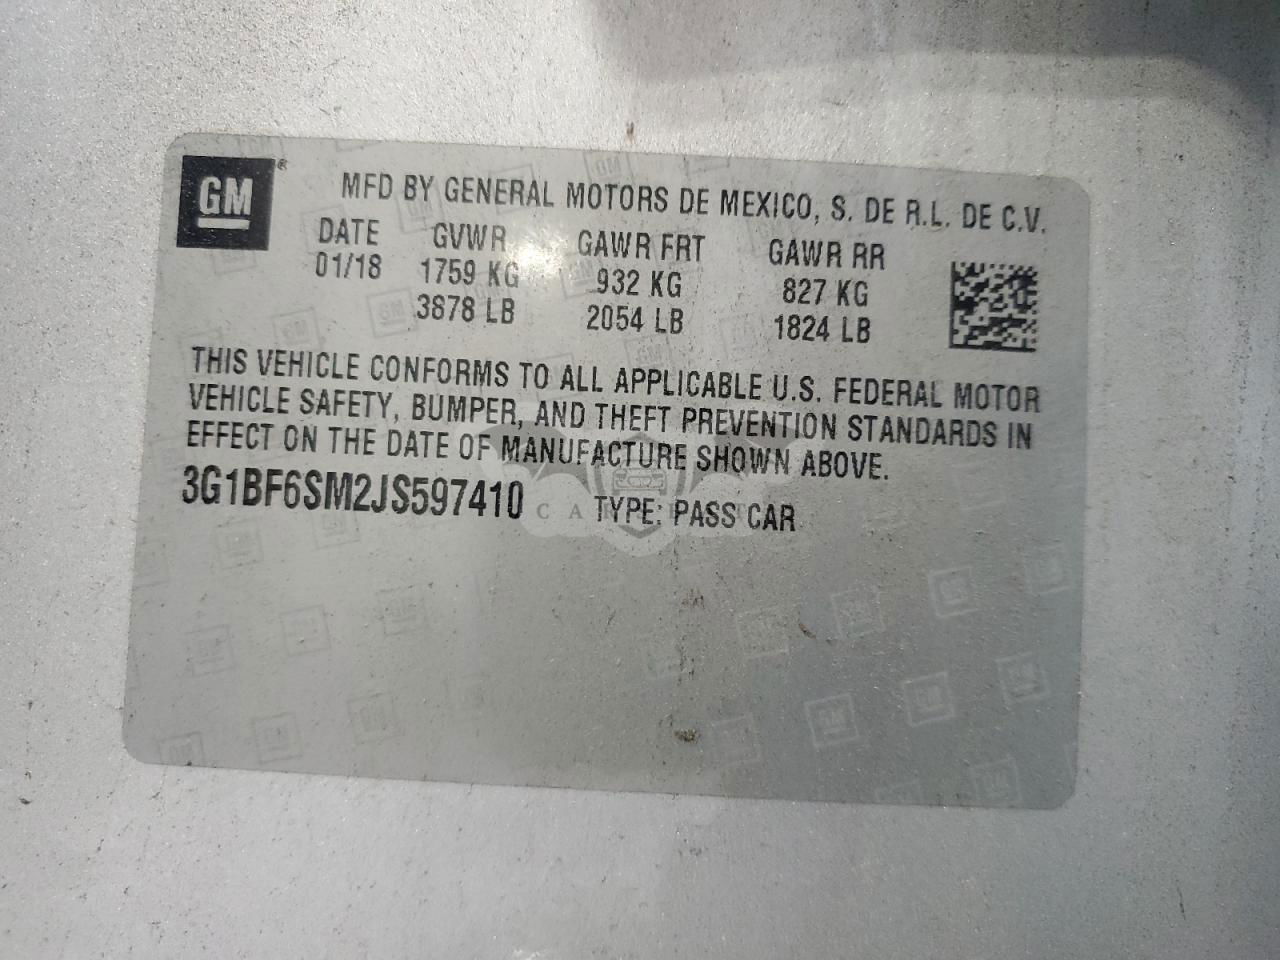 GM ®
MFD BY GENERAL MOTORS DE MEXICO, S. DE R.L. DE C.V.
DATE GVWR GAWR FRT GAWR RR
01/18 1759 KG 932 KG 827 KG
3878 LB 2054 LB 1824 LB
THIS VEHICLE CONFORMS TO ALL APPLICABLE U.S. FEDERAL MOTOR
VEHICLE SAFETY, BUMPER, AND THEFT PREVENTION STANDARDS IN
EFFECT ON THE DATE OF MANUFACTURE SHOWN ABOVE.
3G1BF6SM2JS597410 TYPE: PASS CAR